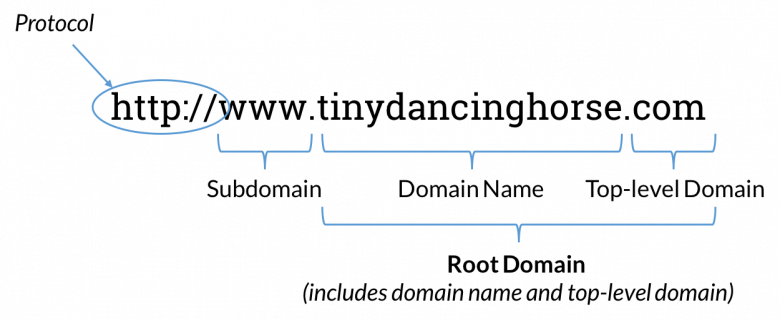 Protocol
http://www.tinydancinghorse.com
Subdomain Domain Name Top-level Domain
Root Domain
(includes domain name and top-level domain)